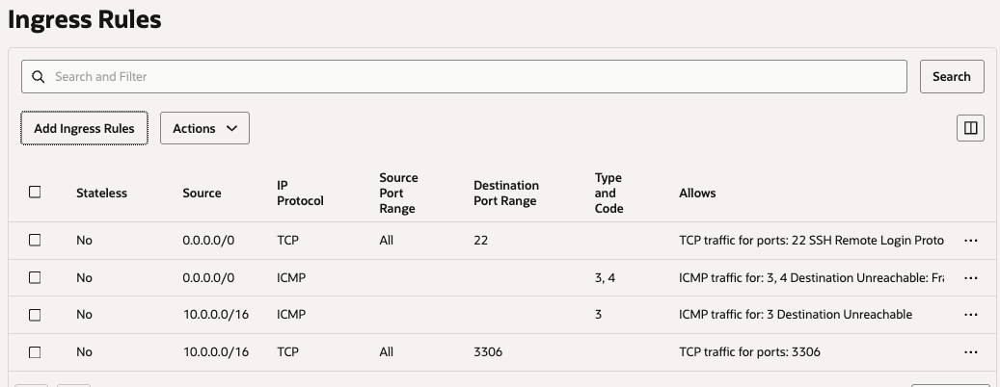 Ingress Rules
Search and Filter
Search
Add Ingress Rules
Actions
Stateless Source IP Protocol Source Port Range Destination Port Range Type and Code Allows
No 0.0.0.0/0 TCP All 22 TCP traffic for ports: 22 SSH Remote Login Proto
No 0.0.0.0/0 ICMP 3, 4 ICMP traffic for: 3, 4 Destination Unreachable: Fra
No 10.0.0.0/16 ICMP 3 ICMP traffic for: 3 Destination Unreachable
No 10.0.0.0/16 TCP All 3306 TCP traffic for ports: 3306